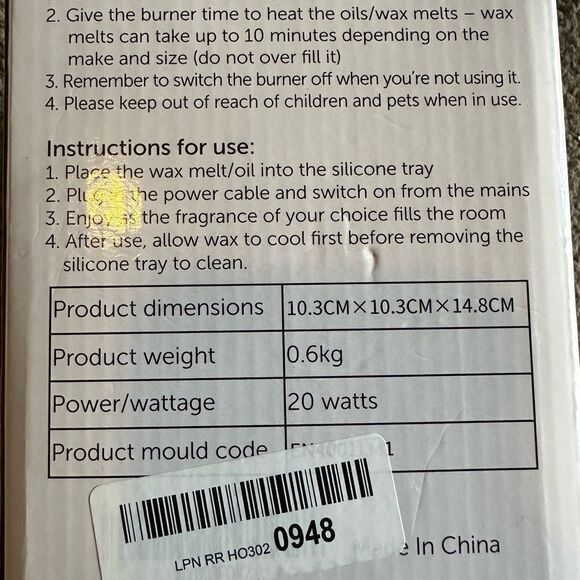 2. Give the burner time to heat the oils/wax melts – wax
melts can take up to 10 minutes depending on the
make and size (do not over fill it)
3. Remember to switch the burner off when you're not using it.
4. Please keep out of reach of children and pets when in use.
Instructions for use:
1. Place the wax melt/oil into the silicone tray
2. the power cable and switch on from the mains
3. Enjoy as the fragrance of your choice fills the room
4. After use, allow wax to cool first before removing the
silicone tray to clean.
Product dimensions 10.3CM×10.3CM×14.8CM
Product weight 0.6kg
Power/wattage 20 watts
Product mould code
LPN RR HO302 0948
In China